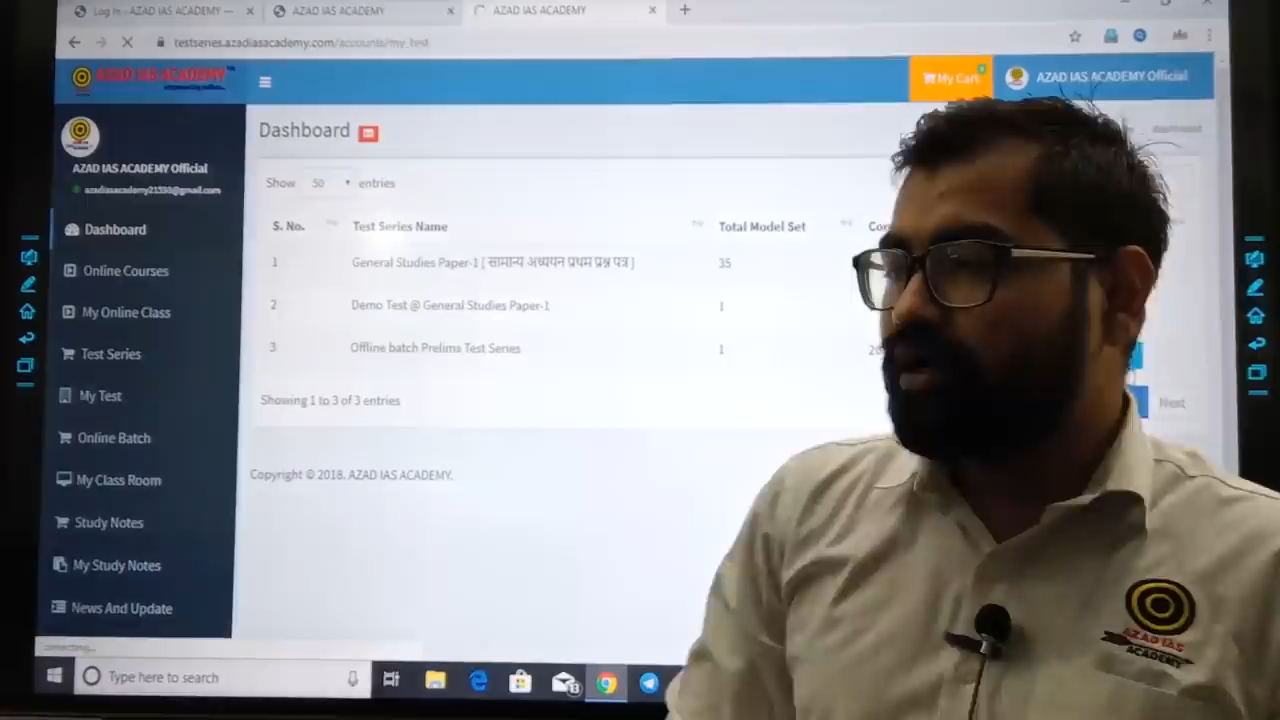 Log In - AZAD IAS ACADEMY —
AZAD IAS ACADEMY
AZAD IAS ACADEMY
testseries.azadiasacademy.com/accounts/my_test
AZAD IAS ACADEMY
My Cart
AZAD IAS ACADEMY Official
AZAD IAS ACADEMY Official
Dashboard
Online Courses
My Online Class
Test Series
My Test
Online Batch
My Class Room
Study Notes
My Study Notes
News And Update
Dashboard
Show 50 entries
S. No. Test Series Name Total Model Set
1 General Studies Paper-1 [ सामान्य अध्ययन प्रथम प्रश्न पत्र ] 35
2 Demo Test @ General Studies Paper-1 1
3 Offline batch Prelims Test Series 1
Showing 1 to 3 of 3 entries
Next
Copyright © 2018. AZAD IAS ACADEMY.
connecting...
Type here to search
13
AZAD IAS
ACADEMY